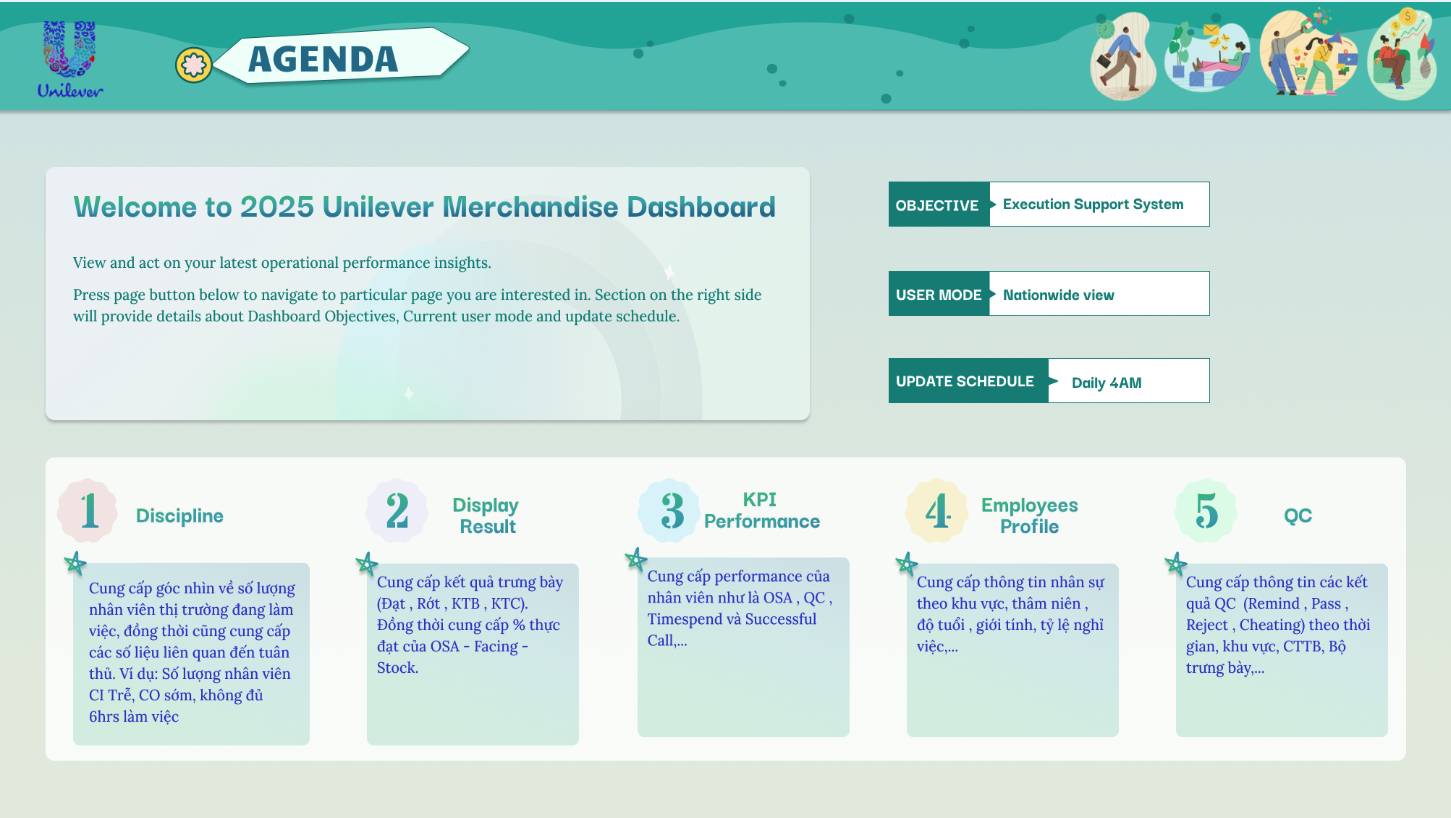 Unilever
AGENDA
Welcome to 2025 Unilever Merchandise Dashboard
View and act on your latest operational performance insights.
Press page button below to navigate to particular page you are interested in. Section on the right side
will provide details about Dashboard Objectives, Current user mode and update schedule.
OBJECTIVE
Execution Support System
USER MODE
Nationwide view
UPDATE SCHEDULE
Daily 4AM
1
Discipline
Cung cấp góc nhìn về số lượng
nhân viên thị trường đang làm
việc, đồng thời cũng cung cấp
các số liệu liên quan đến tuân
thủ. Ví dụ: Số lượng nhân viên
CI Trễ, CO sớm, không đủ
6hrs làm việc
2
Display
Result
Cung cấp kết quả trưng bày
(Đạt , Rớt , KTB , KTC).
Đồng thời cung cấp % thực
đạt của OSA - Facing -
Stock.
3
KPI
Performance
Cung cấp performance của
nhân viên như là OSA , QC ,
Timespend và Successful
Call,...
4
Employees
Profile
Cung cấp thông tin nhân sự
theo khu vực, thâm niên ,
độ tuổi , giới tính, tỷ lệ nghỉ
việc,...
5
QC
Cung cấp thông tin các kết
quả QC  (Remind , Pass ,
Reject , Cheating) theo thời
gian, khu vực, CTTB, Bộ
trưng bày,...